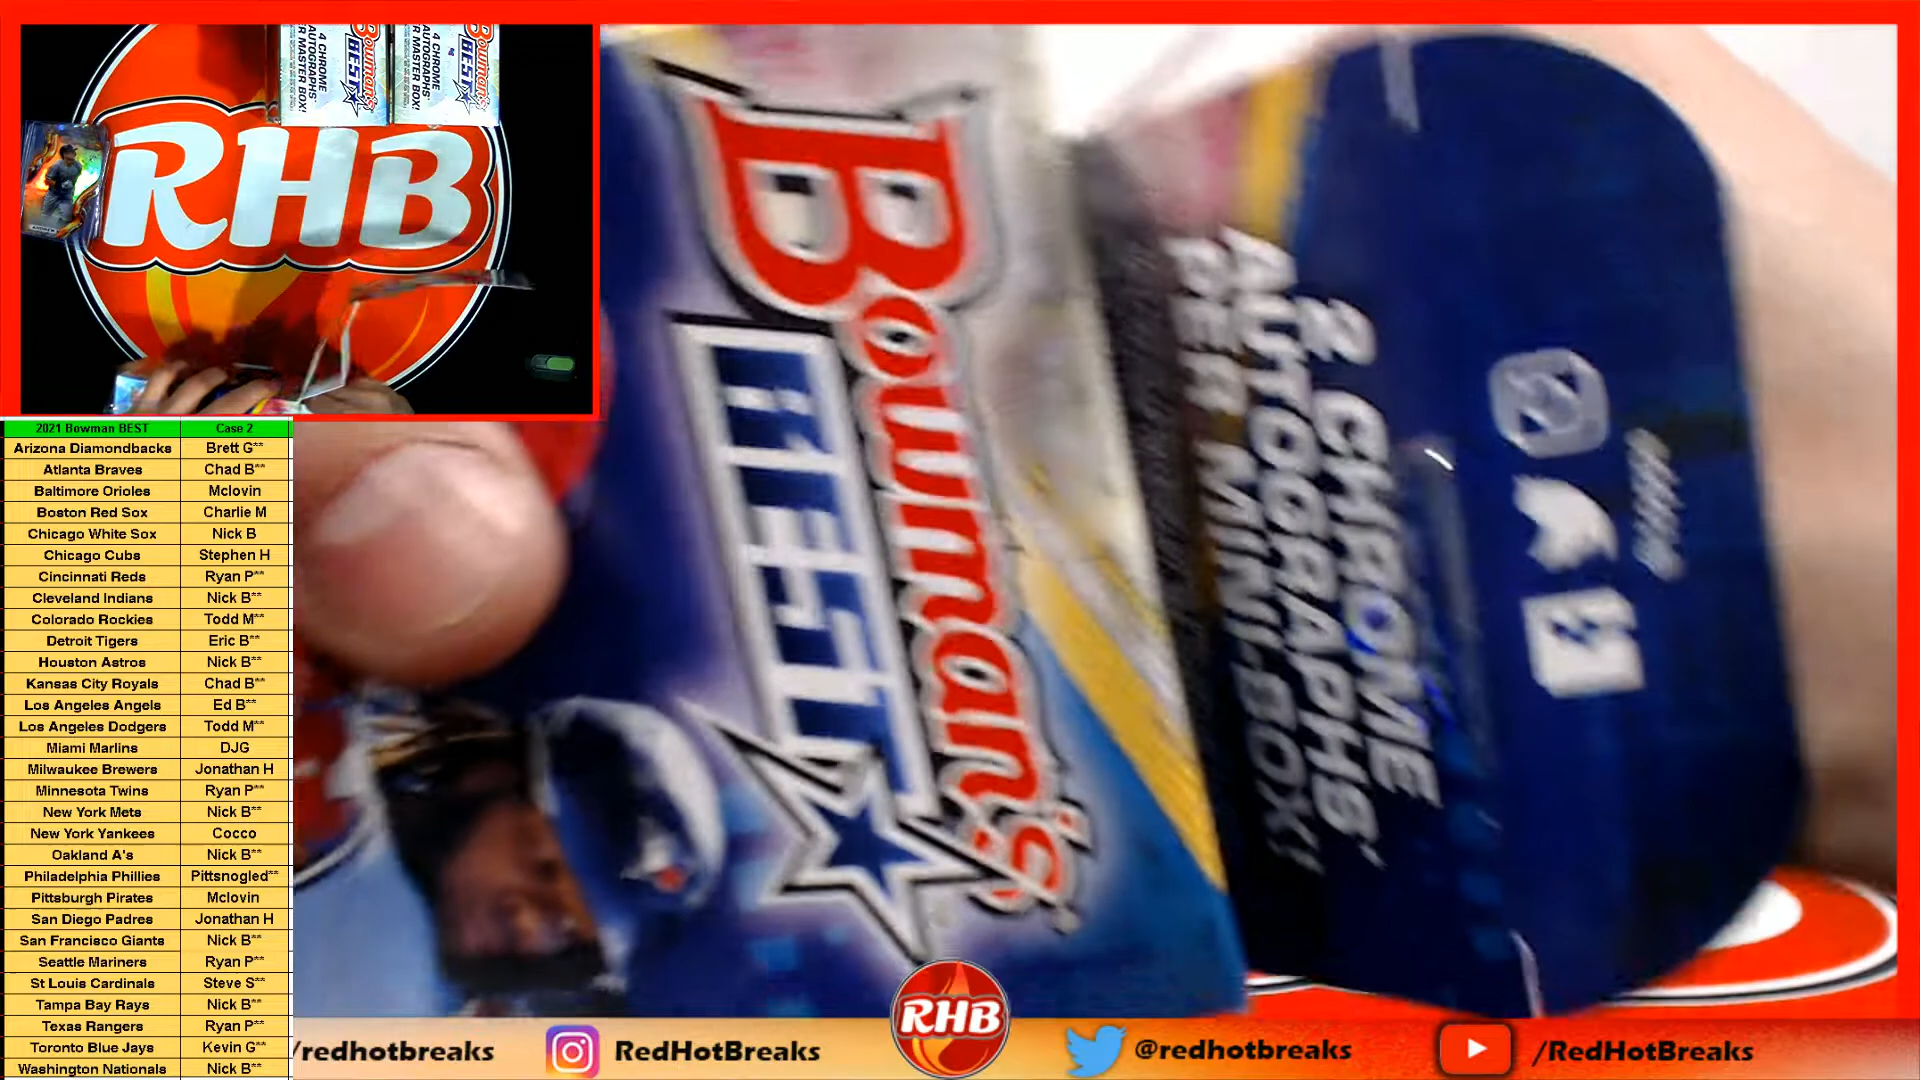 Bowman's
BEST
4 CHROME
AUTOGRAPHS
R MASTER BOX!
Bowman's
BEST
4 CHROME
AUTOGRAPHS
R MASTER BOX!
RHB
2021 Bowman BEST Case 2
Arizona Diamondbacks Brett G**
Atlanta Braves Chad B**
Baltimore Orioles Mclovin
Boston Red Sox Charlie M
Chicago White Sox Nick B
Chicago Cubs Stephen H
Cincinnati Reds Ryan P**
Cleveland Indians Nick B**
Colorado Rockies Todd M**
Detroit Tigers Eric B**
Houston Astros Nick B**
Kansas City Royals Chad B**
Los Angeles Angels Ed B**
Los Angeles Dodgers Todd M**
Miami Marlins DJG
Milwaukee Brewers Jonathan H
Minnesota Twins Ryan P**
New York Mets Nick B**
New York Yankees Cocco
Oakland A's Nick B**
Philadelphia Phillies Pittsnogled**
Pittsburgh Pirates Mclovin
San Diego Padres Jonathan H
San Francisco Giants Nick B**
Seattle Mariners Ryan P**
St Louis Cardinals Steve S**
Tampa Bay Rays Nick B**
Texas Rangers Ryan P**
Toronto Blue Jays Kevin G**
Washington Nationals Nick B**
Bowman's
BEST
2 CHROME
AUTOGRAPHS
PER MINI-BOX!
/redhotbreaks
RedHotBreaks
RHB
@redhotbreaks
/RedHotBreaks